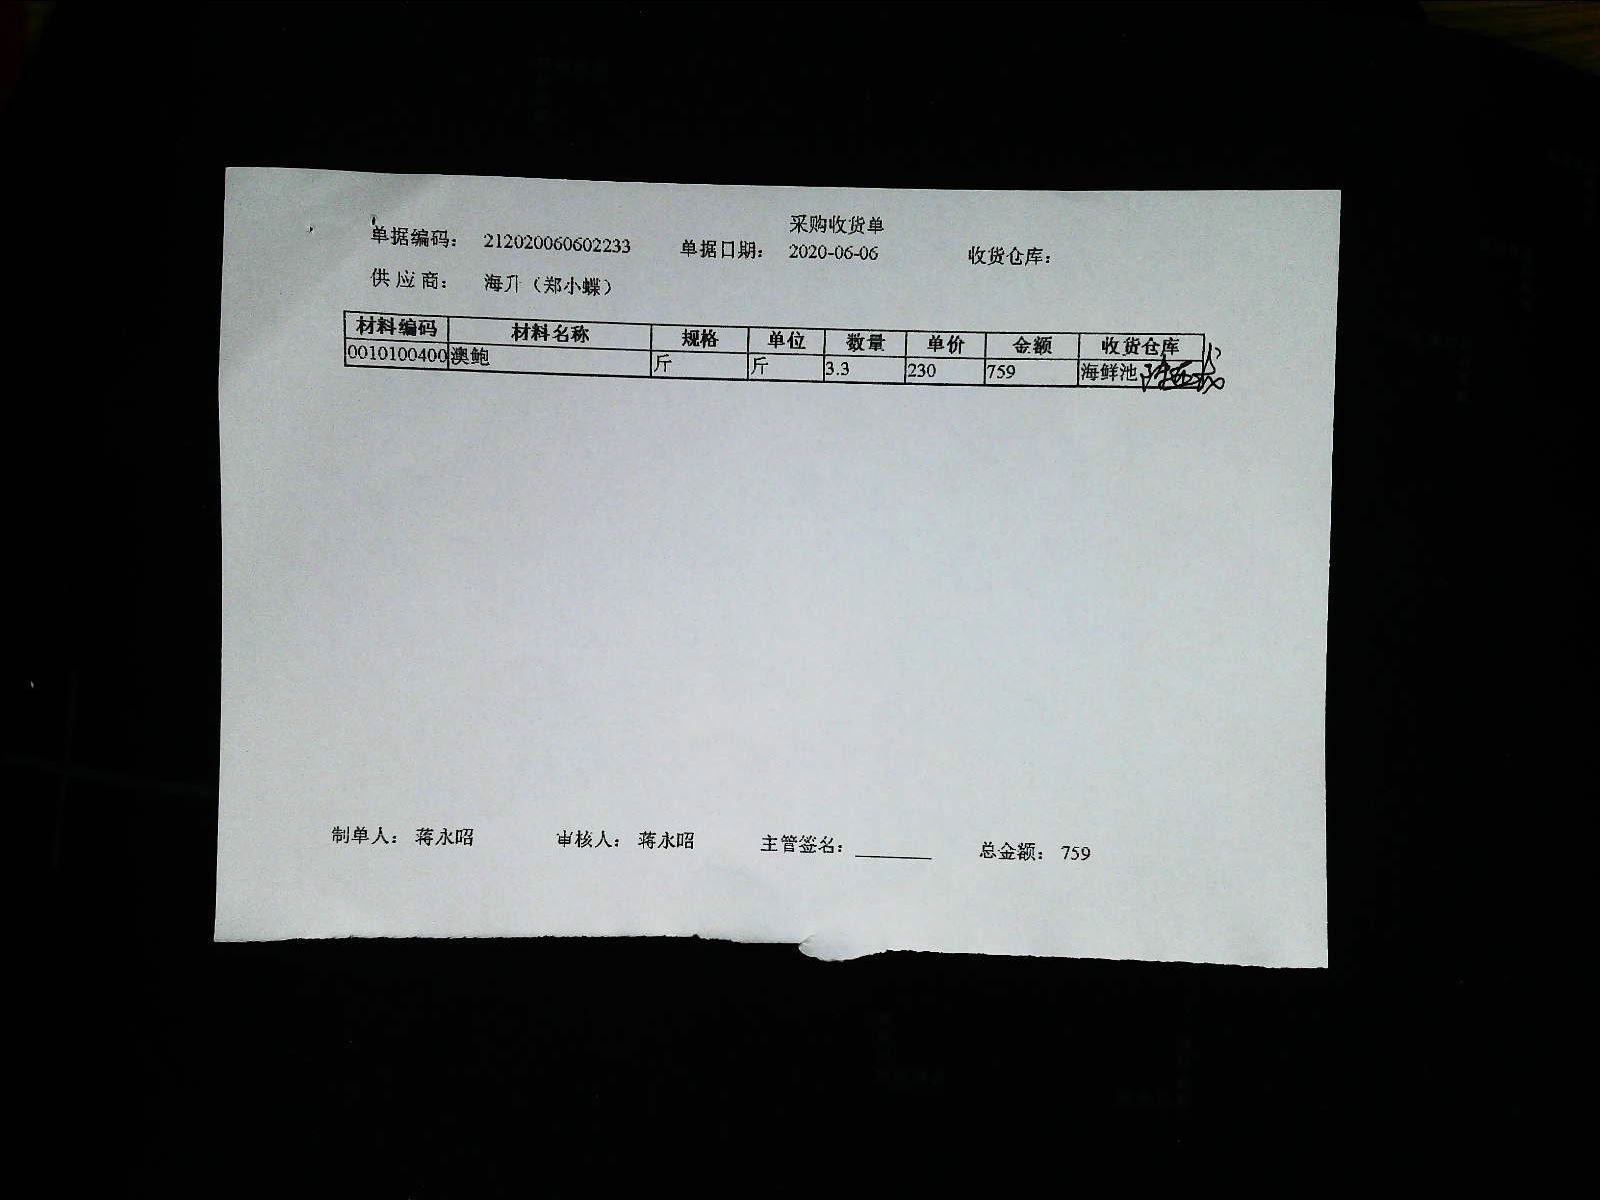 采购收货单
单据编码： 212020060602233 单据日期： 2020-06-06 收货仓库：
供 应 商： 海升（郑小蝶）
材料编码 材料名称 规格 单位 数量 单价 金额 收货仓库
0010100400 澳鲍 斤 斤 3.3 230 759 海鲜池
制单人： 蒋永昭 审核人： 蒋永昭 主管签名：________ 总金额： 759